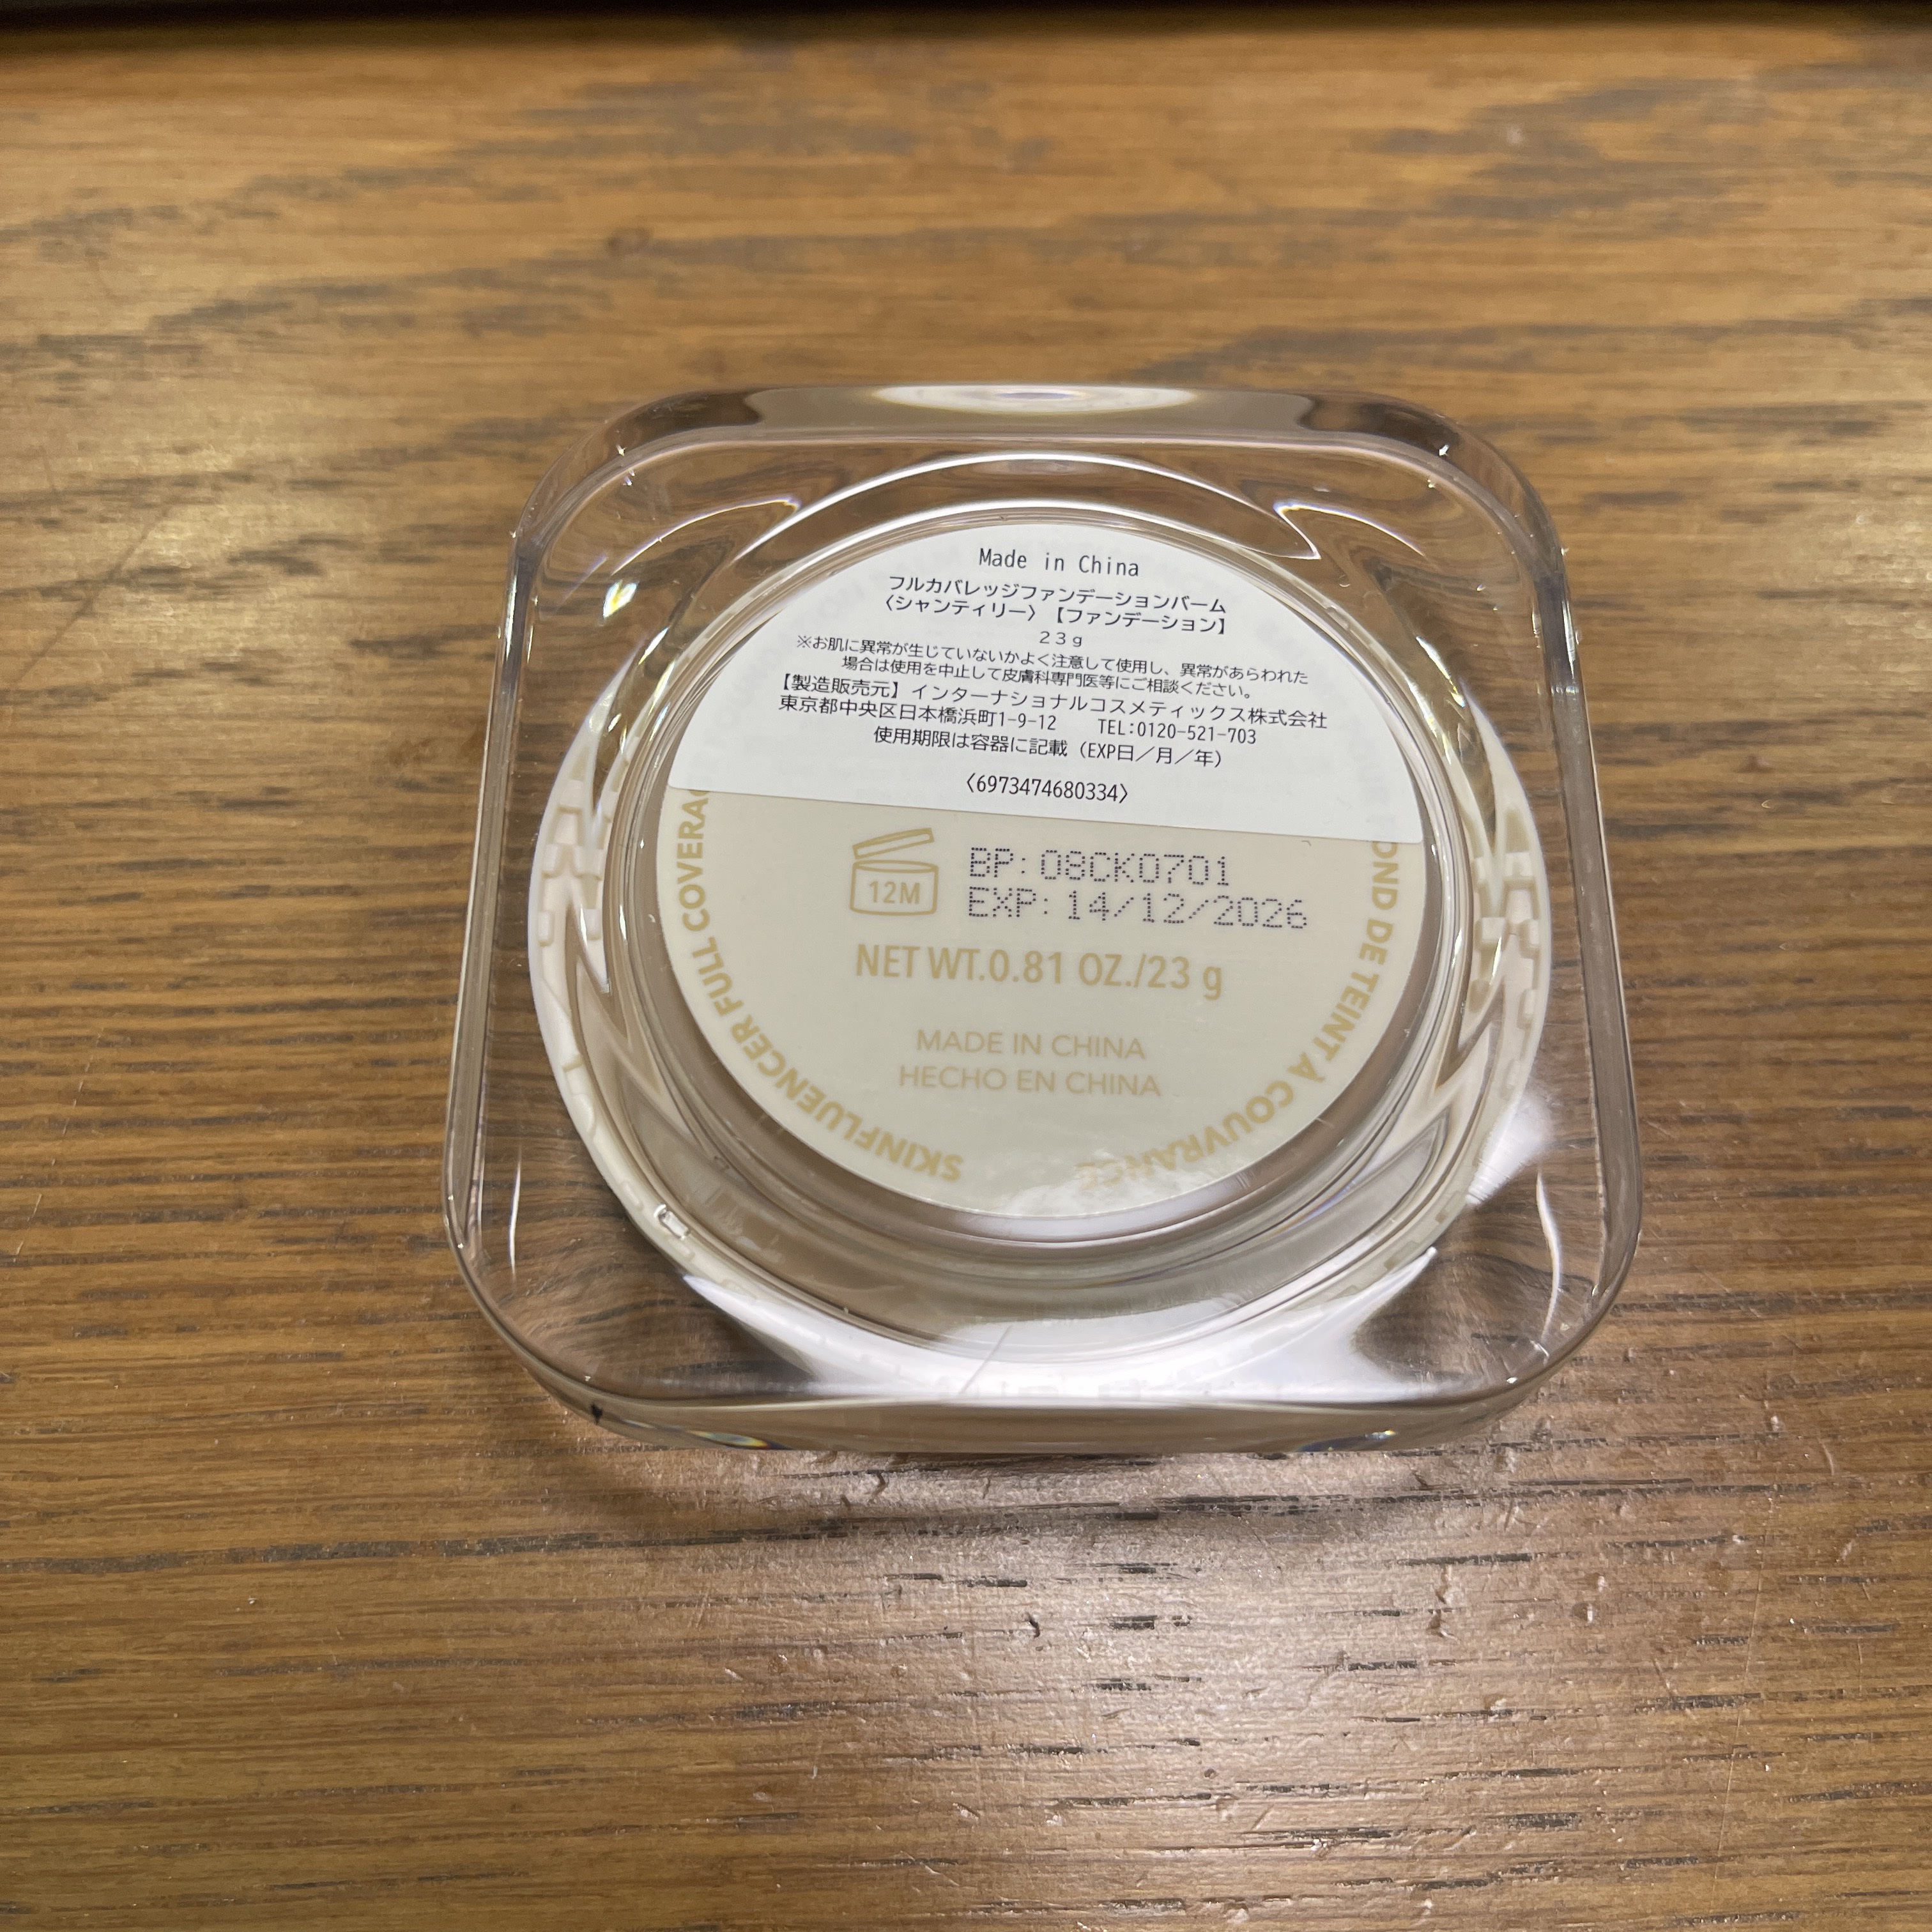 Made in China
フルカバレッジファンデーションバーム
〈シャンティリー〉【ファンデーション】
23g
※お肌に異常が生じていないかよく注意して使用し、異常があらわれた
場合は使用を中止して皮膚科専門医等にご相談ください。
【製造販売元】インターナショナルコスメティックス株式会社
東京都中央区日本橋浜町1-9-12 TEL:0120-521-703
使用期限は容器に記載（EXP日／月／年）
〈6973474680334〉
12M
BP: 08CK0701
EXP: 14/12/2026
NET WT.0.81 OZ./23 g
MADE IN CHINA
HECHO EN CHINA
SKINFLUENCER FULL
DE TEINT À COUVRANCE